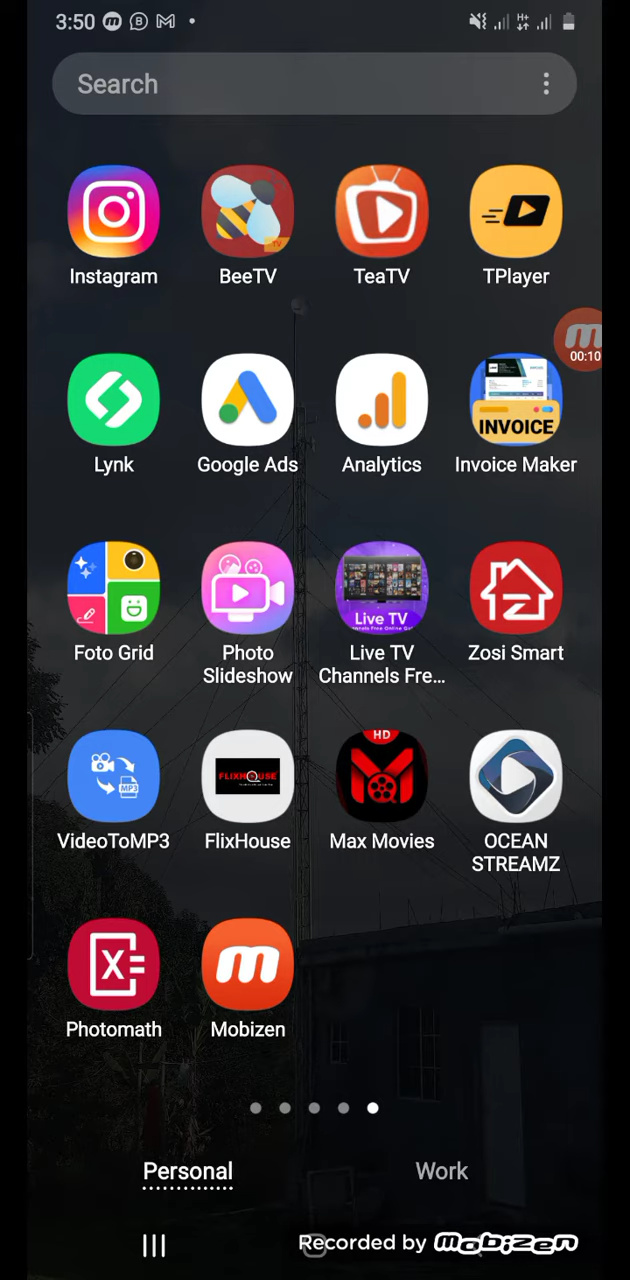 3:50
Search
Instagram
BeeTV
TeaTV
TPlayer
00:10
INVOICE
Lynk
Google Ads
Analytics
Invoice Maker
Live TV
Foto Grid
Photo
Slideshow
Live TV
Channels Fre...
Zosi Smart
MP3
FLIXHOUSE
HD
VideoToMP3
FlixHouse
Max Movies
OCEAN
STREAMZ
Photomath
Mobizen
Personal
Work
Recorded by mobizen